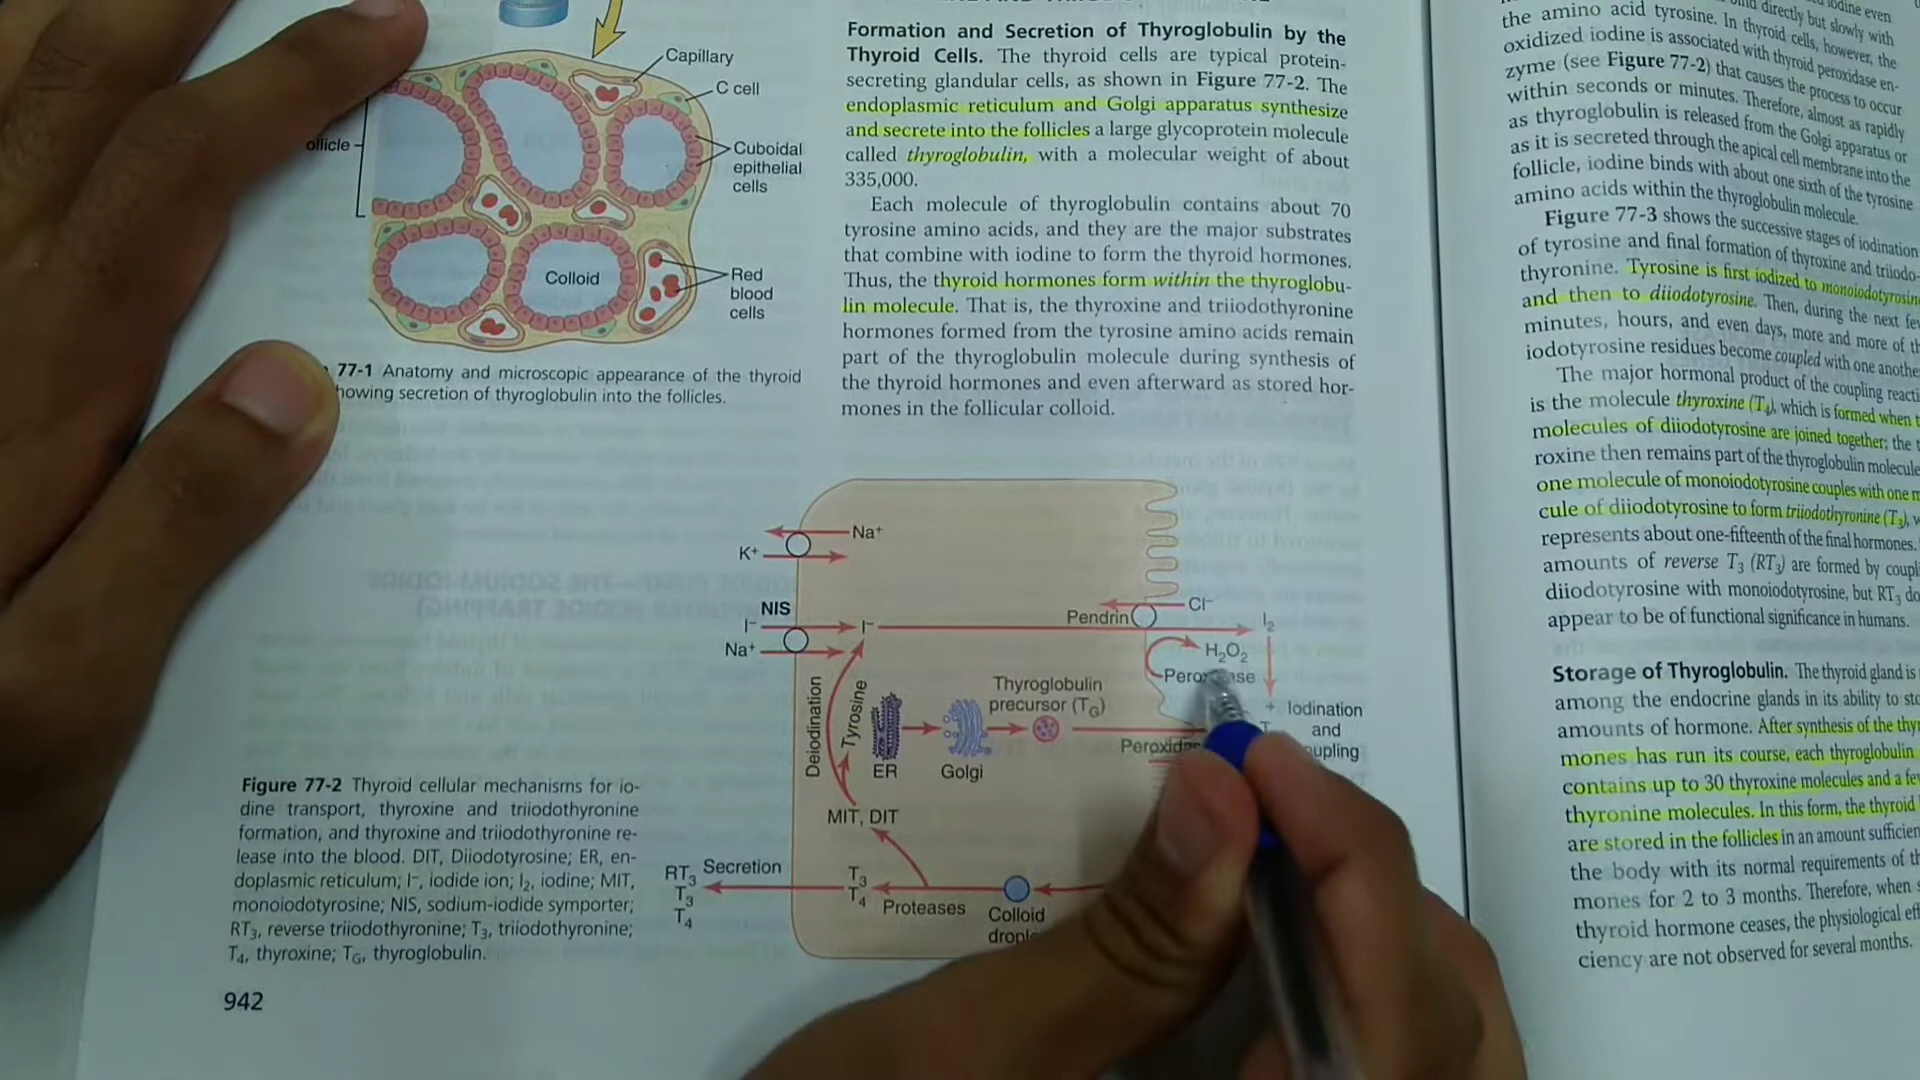 Capillary
C cell
Cuboidal
epithelial
cells
ollicle
Colloid
Red
blood
cells
77-1 Anatomy and microscopic appearance of the thyroid
howing secretion of thyroglobulin into the follicles.
Formation and Secretion of Thyroglobulin by the
Thyroid Cells. The thyroid cells are typical protein-
secreting glandular cells, as shown in Figure 77-2. The
endoplasmic reticulum and Golgi apparatus synthesize
and secrete into the follicles a large glycoprotein molecule
called thyroglobulin, with a molecular weight of about
335,000.
Each molecule of thyroglobulin contains about 70
tyrosine amino acids, and they are the major substrates
that combine with iodine to form the thyroid hormones.
Thus, the thyroid hormones form within the thyroglobu-
lin molecule. That is, the thyroxine and triiodothyronine
hormones formed from the tyrosine amino acids remain
part of the thyroglobulin molecule during synthesis of
the thyroid hormones and even afterward as stored hor-
mones in the follicular colloid.
Na⁺
K⁺
NIS
I⁻
I⁻
Na⁺
Pendrin
Cl⁻
I₂
H₂O₂
Deiodination
Tyrosine
ER
Golgi
Thyroglobulin
precursor (TG)
+ Iodination
and
upling
MIT, DIT
RT₃ Secretion
T₃
T₄
T₃
T₄
Proteases
Colloid
Figure 77-2 Thyroid cellular mechanisms for io-
dine transport, thyroxine and triiodothyronine
formation, and thyroxine and triiodothyronine re-
lease into the blood. DIT, Diiodotyrosine; ER, en-
doplasmic reticulum; I⁻, iodide ion; I₂, iodine; MIT,
monoiodotyrosine; NIS, sodium-iodide symporter;
RT₃, reverse triiodothyronine; T₃, triiodothyronine;
T₄, thyroxine; TG, thyroglobulin.
942
directly but slowly with
the amino acid tyrosine. In thyroid cells, however, the
oxidized iodine is associated with thyroid peroxidase en-
zyme (see Figure 77-2) that causes the process to occur
within seconds or minutes. Therefore, almost as rapidly
as thyroglobulin is released from the Golgi apparatus or
as it is secreted through the apical cell membrane into the
follicle, iodine binds with about one sixth of the tyrosine
amino acids within the thyroglobulin molecule.
Figure 77-3 shows the successive stages of iodination
of tyrosine and final formation of thyroxine and triiodo-
thyronine. Tyrosine is first iodized to monoiodotyrosin
and then to diiodotyrosine. Then, during the next fe
minutes, hours, and even days, more and more of th
iodotyrosine residues become coupled with one anothe
The major hormonal product of the coupling reacti
is the molecule thyroxine (T₄), which is formed when t
molecules of diiodotyrosine are joined together; the t
roxine then remains part of the thyroglobulin molecule
one molecule of monoiodotyrosine couples with one m
cule of diiodotyrosine to form triiodothyronine (T₃), w
represents about one-fifteenth of the final hormones.
amounts of reverse T₃ (RT₃) are formed by coupl
diiodotyrosine with monoiodotyrosine, but RT₃ do
appear to be of functional significance in humans.
Storage of Thyroglobulin. The thyroid gland is
among the endocrine glands in its ability to sto
amounts of hormone. After synthesis of the thy
mones has run its course, each thyroglobulin
contains up to 30 thyroxine molecules and a fe
thyronine molecules. In this form, the thyroid
are stored in the follicles in an amount sufficien
the body with its normal requirements of th
mones for 2 to 3 months. Therefore, when s
thyroid hormone ceases, the physiological eff
ciency are not observed for several months.